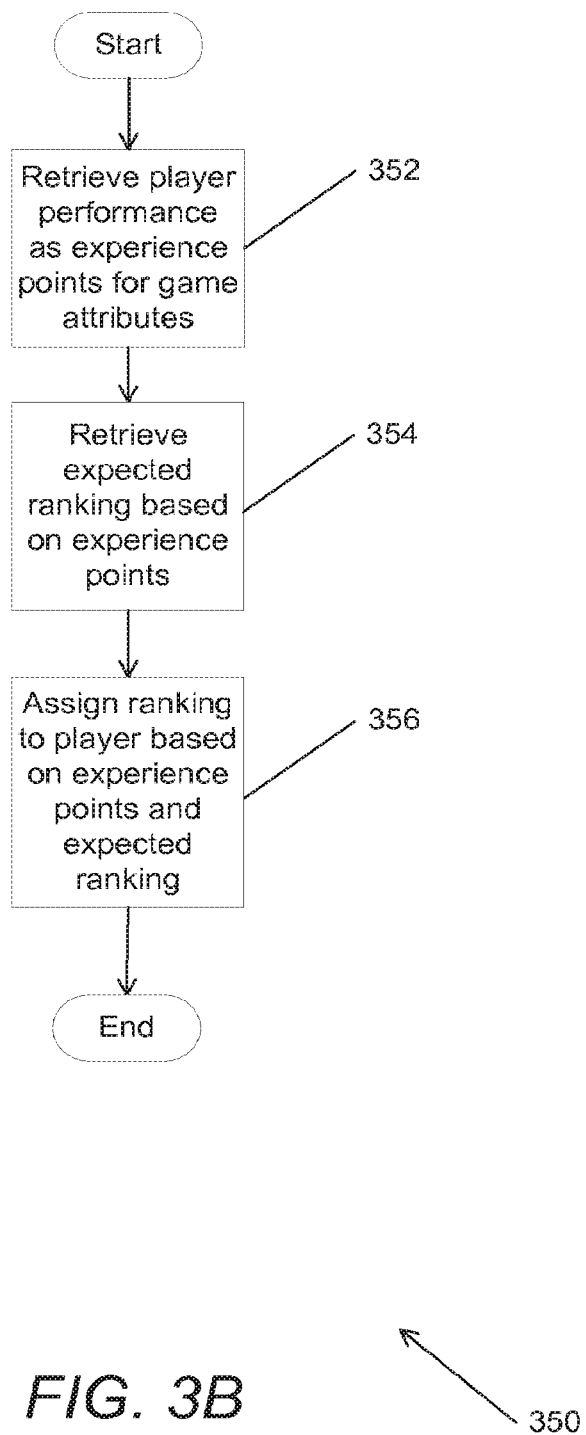 Start
Retrieve player
performance
as experience
points for game
attributes
352
Retrieve
expected
ranking based
on experience
points
354
Assign ranking
to player based
on experience
points and
expected
ranking
356
End
FIG. 3B
350